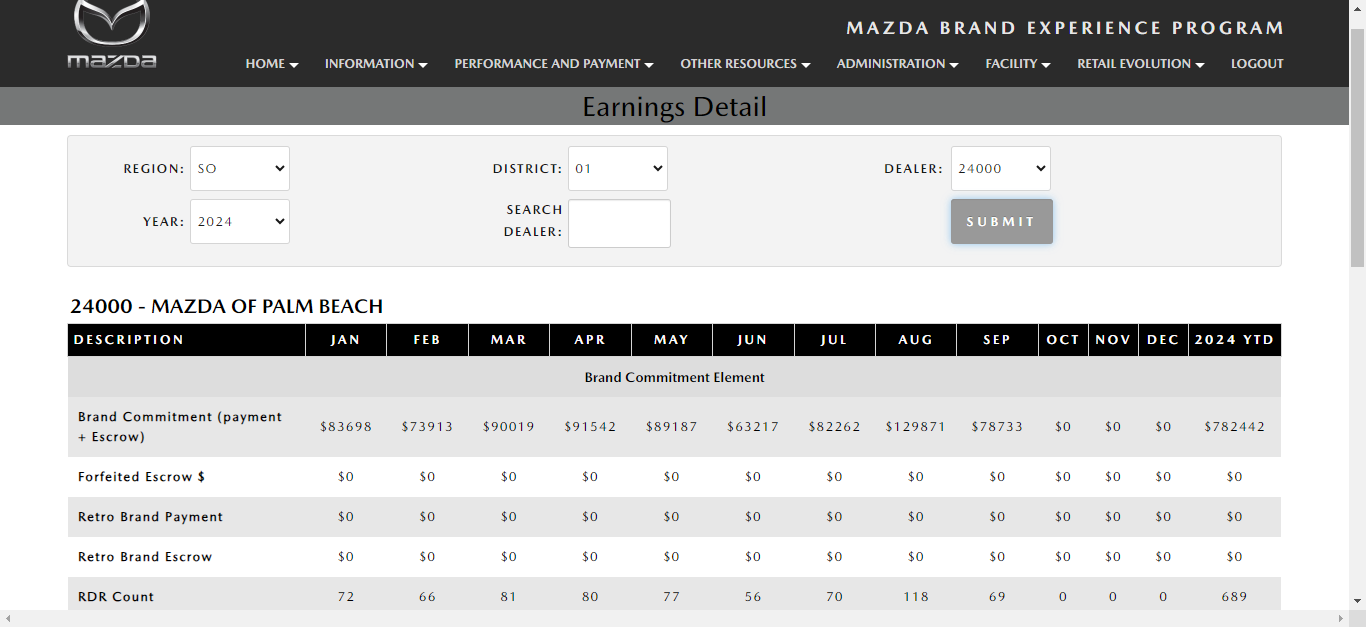 mazda
MAZDA BRAND EXPERIENCE PROGRAM
HOME INFORMATION PERFORMANCE AND PAYMENT OTHER RESOURCES ADMINISTRATION FACILITY RETAIL EVOLUTION LOGOUT
Earnings Detail
REGION: SO DISTRICT: 01 DEALER: 24000
YEAR: 2024 SEARCH DEALER: SUBMIT
24000 - MAZDA OF PALM BEACH
DESCRIPTION JAN FEB MAR APR MAY JUN JUL AUG SEP OCT NOV DEC 2024 YTD
Brand Commitment Element
Brand Commitment (payment + Escrow) $83698 $73913 $90019 $91542 $89187 $63217 $82262 $129871 $78733 $0 $0 $0 $782442
Forfeited Escrow $ $0 $0 $0 $0 $0 $0 $0 $0 $0 $0 $0 $0 $0
Retro Brand Payment $0 $0 $0 $0 $0 $0 $0 $0 $0 $0 $0 $0 $0
Retro Brand Escrow $0 $0 $0 $0 $0 $0 $0 $0 $0 $0 $0 $0 $0
RDR Count 72 66 81 80 77 56 70 118 69 0 0 0 689